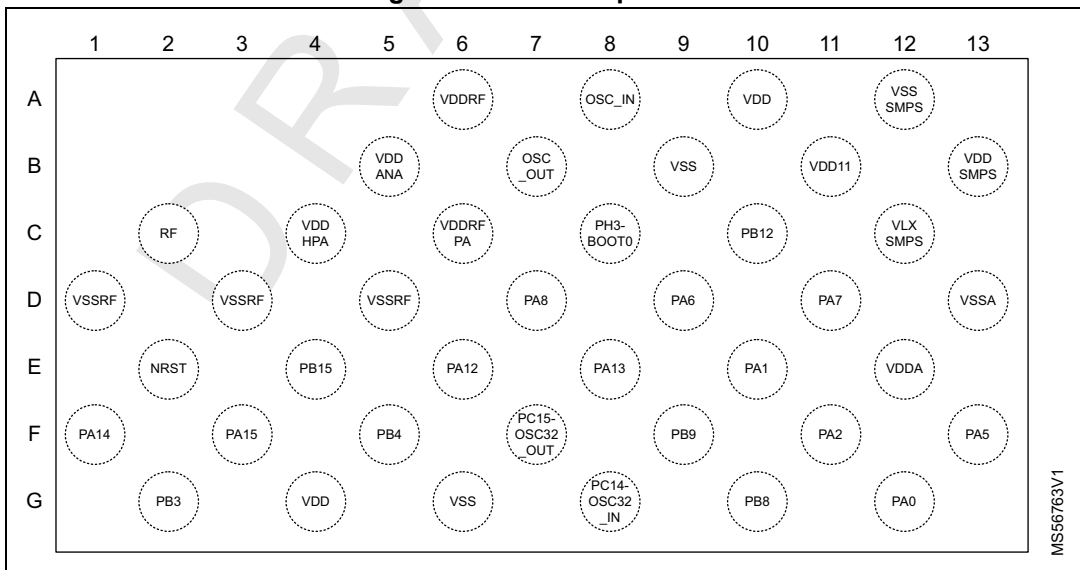 1 2 3 4 5 6 7 8 9 10 11 12 13
A VDDRF OSC_IN VDD VSS
SMPS
B VDD
ANA OSC
_OUT VSS VDD11 VDD
SMPS
C RF VDD
HPA VDDRF
PA PH3-
BOOT0 PB12 VLX
SMPS
D VSSRF VSSRF VSSRF PA8 PA6 PA7 VSSA
E NRST PB15 PA12 PA13 PA1 VDDA
F PA14 PA15 PB4 PC15-
OSC32
_OUT PB9 PA2 PA5
G PB3 VDD VSS PC14-
OSC32
_IN PB8 PA0
MS56763V1
DRA